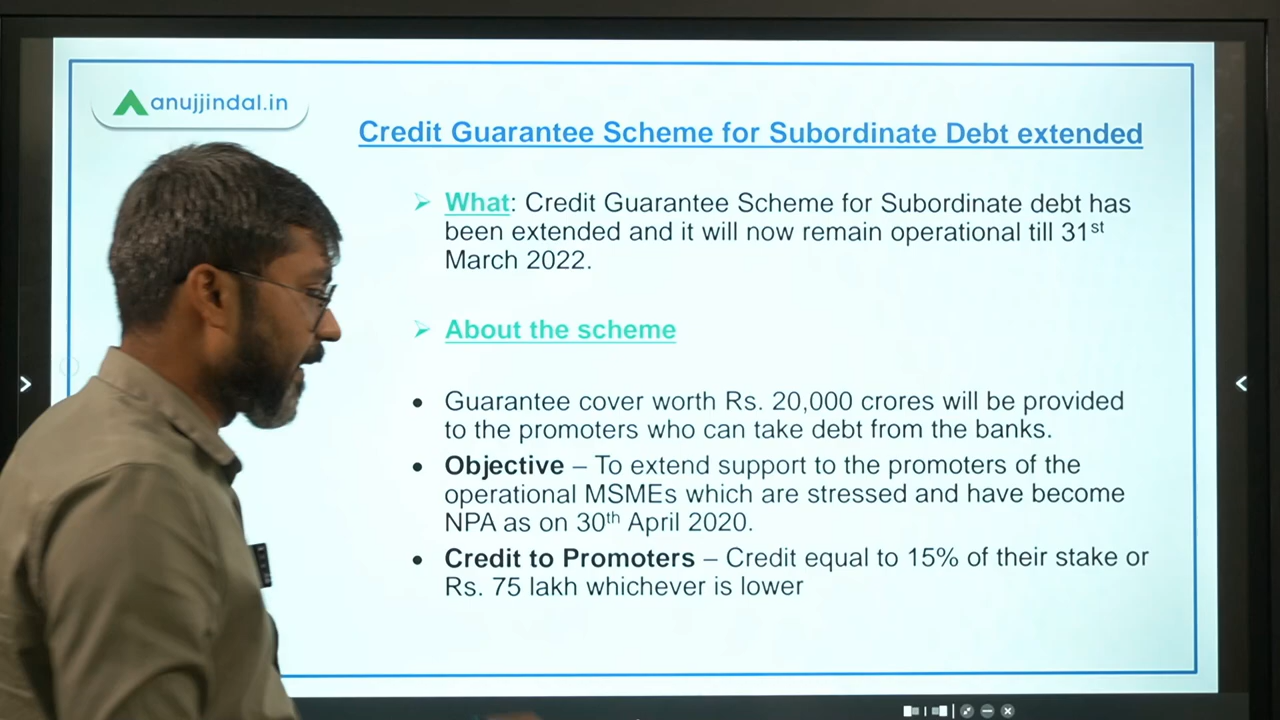 anujjindal.in
Credit Guarantee Scheme for Subordinate Debt extended
What: Credit Guarantee Scheme for Subordinate debt has
been extended and it will now remain operational till 31st
March 2022.
About the scheme
Guarantee cover worth Rs. 20,000 crores will be provided
to the promoters who can take debt from the banks.
Objective – To extend support to the promoters of the
operational MSMEs which are stressed and have become
NPA as on 30th April 2020.
Credit to Promoters – Credit equal to 15% of their stake or
Rs. 75 lakh whichever is lower